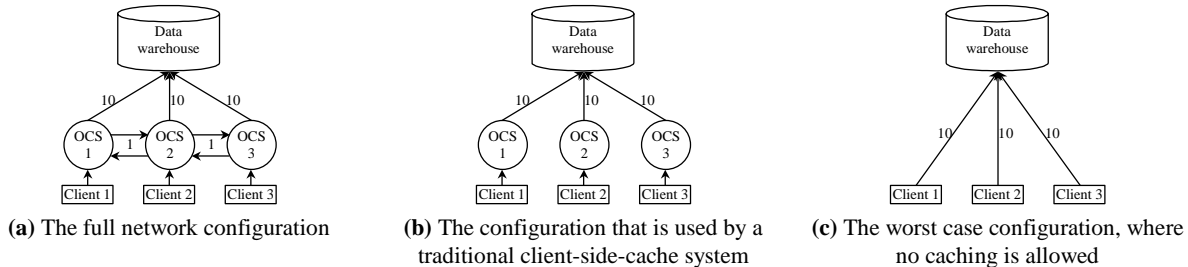 Data
warehouse
10
10
10
OCS
1
1
OCS
2
1
OCS
3
Client 1
Client 2
Client 3
(a) The full network configuration
Data
warehouse
10
10
10
OCS
1
OCS
2
OCS
3
Client 1
Client 2
Client 3
(b) The configuration that is used by a
traditional client-side-cache system
Data
warehouse
10
10
10
Client 1
Client 2
Client 3
(c) The worst case configuration, where
no caching is allowed